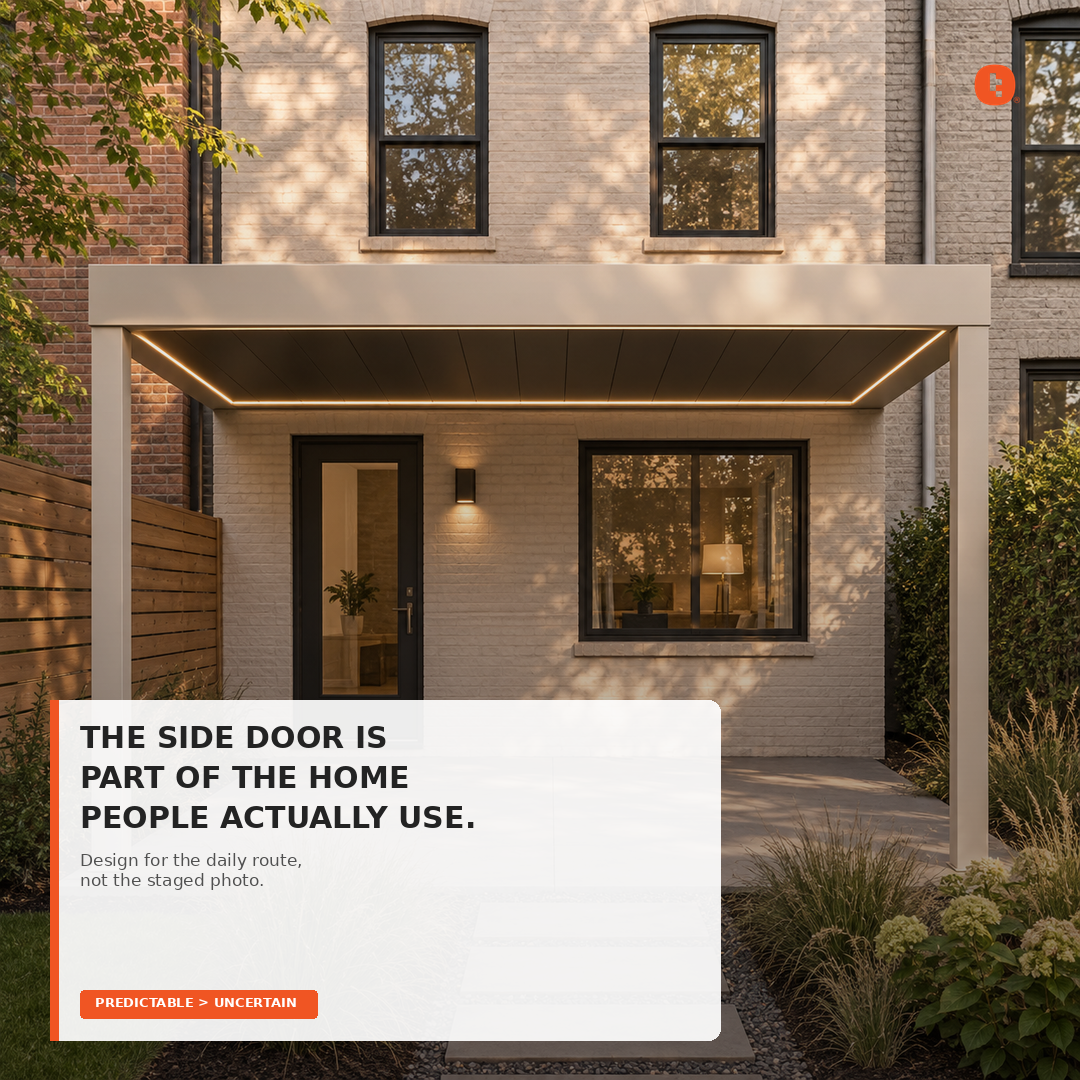 THE SIDE DOOR IS
PART OF THE HOME
PEOPLE ACTUALLY USE.
Design for the daily route,
not the staged photo.
PREDICTABLE > UNCERTAIN
t